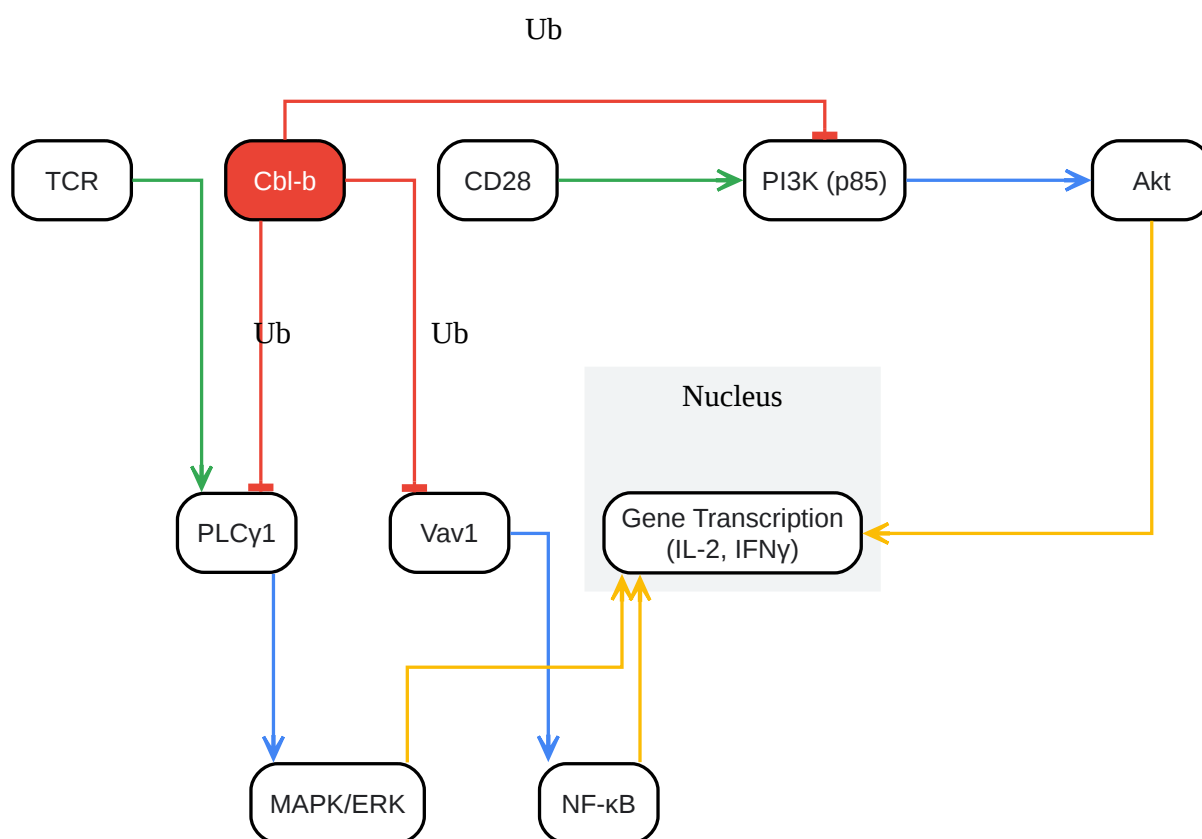 Ub
TCR
Cbl-b
CD28
PI3K (p85)
Akt
Ub
Ub
Nucleus
PLCγ1
Vav1
Gene Transcription
(IL-2, IFNγ)
MAPK/ERK
NF-κB